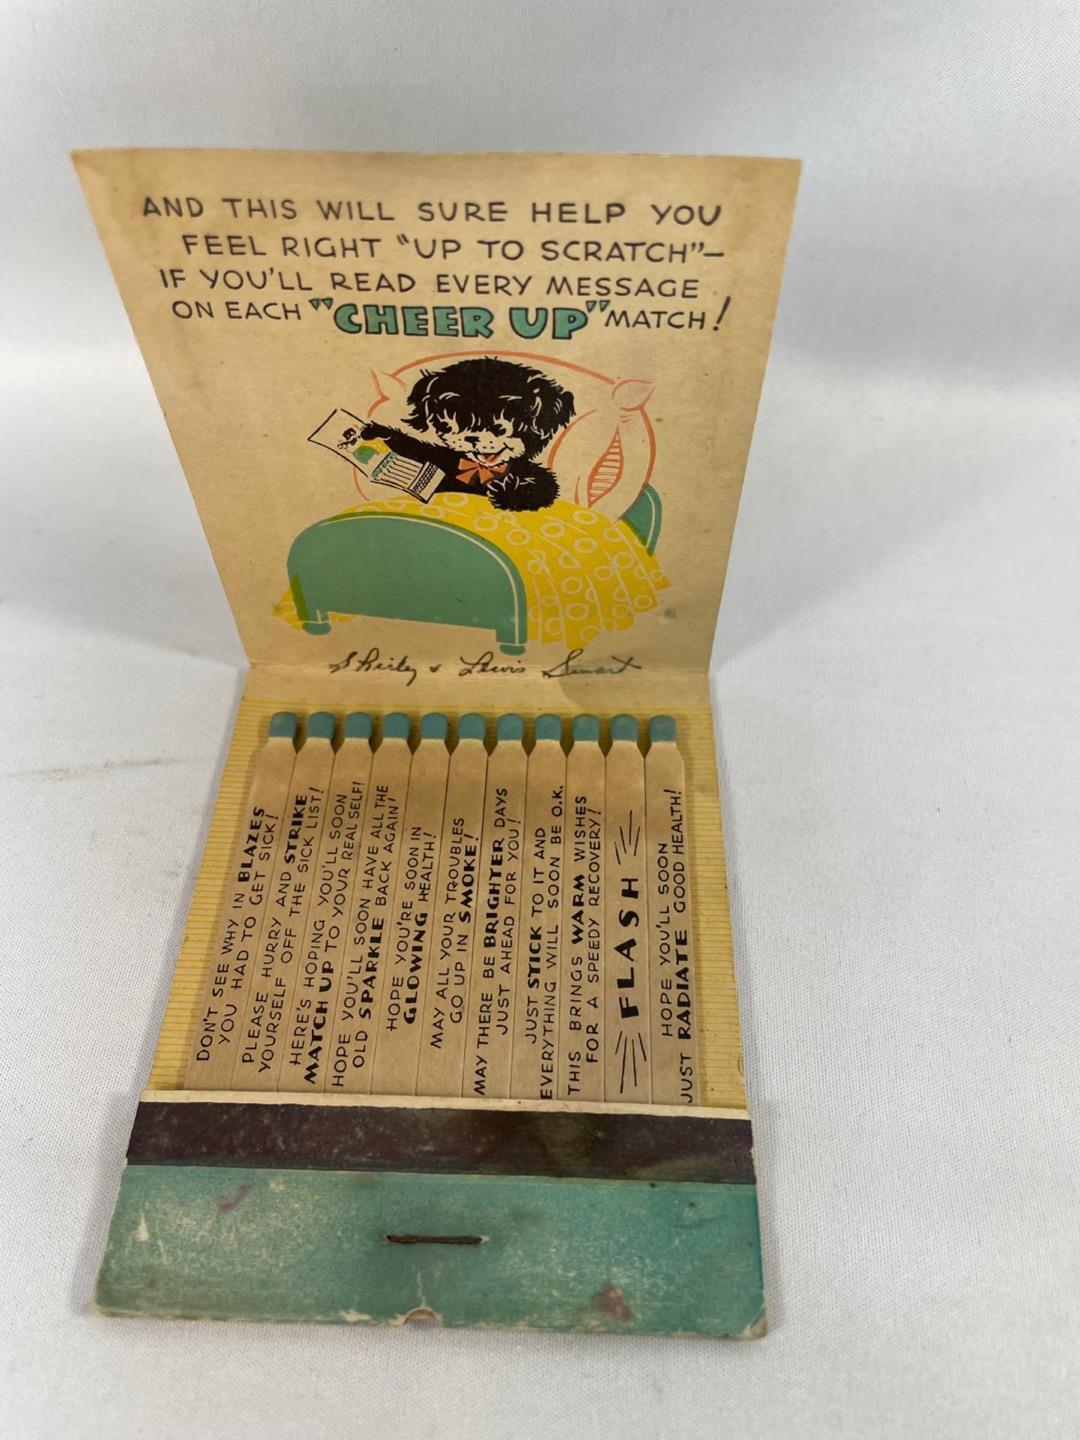 AND THIS WILL SURE HELP YOU
FEEL RIGHT "UP TO SCRATCH"—
IF YOU'LL READ EVERY MESSAGE
ON EACH "CHEER UP" MATCH!
Shirley & Lewis Swart
DON'T SEE WHY IN BLAZES
YOU HAD TO GET SICK!
PLEASE HURRY AND STRIKE
YOURSELF OFF THE SICK LIST!
HERE'S HOPING YOU'LL SOON
MATCH UP TO YOUR REAL SELF!
HOPE YOU'LL SOON HAVE ALL THE
OLD SPARKLE BACK AGAIN!
HOPE YOU'RE SOON IN
GLOWING HEALTH!
MAY ALL YOUR TROUBLES
GO UP IN SMOKE!
MAY THERE BE BRIGHTER DAYS
JUST AHEAD FOR YOU!
JUST STICK TO IT AND
EVERYTHING WILL SOON BE O.K.
THIS BRINGS WARM WISHES
FOR A SPEEDY RECOVERY!
FLASH
HOPE YOU'LL SOON
JUST RADIATE GOOD HEALTH!